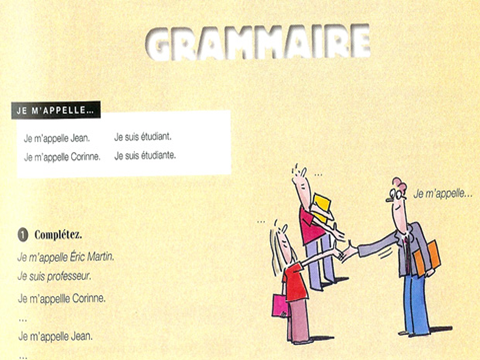 GRAMMAIRE
JE M'APPELLE...
Je m'appelle Jean. Je suis étudiant.
Je m'appelle Corinne. Je suis étudiante.
...
...
Je m'appelle...
1 Complétez.
Je m'appelle Éric Martin.
Je suis professeur.
Je m'appellle Corinne.
...
Je m'appelle Jean.
...